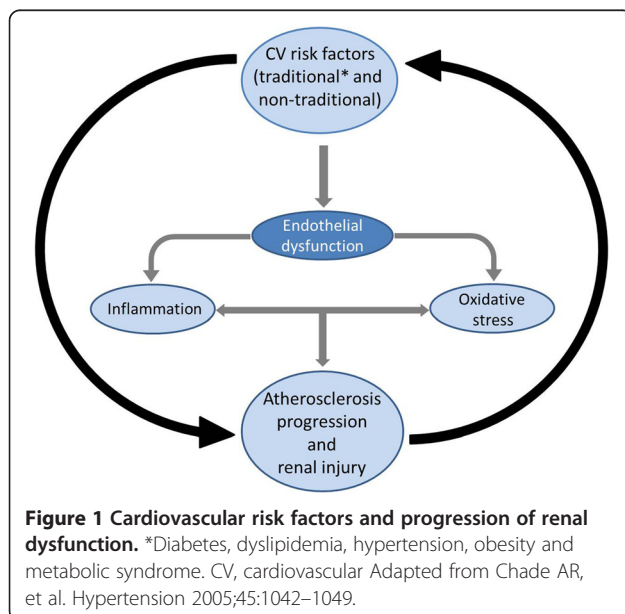 CV risk factors
(traditional* and
non-traditional)
Endothelial
dysfunction
Inflammation
Oxidative
stress
Atherosclerosis
progression
and
renal injury
Figure 1 Cardiovascular risk factors and progression of renal
dysfunction. *Diabetes, dyslipidemia, hypertension, obesity and
metabolic syndrome. CV, cardiovascular Adapted from Chade AR,
et al. Hypertension 2005;45:1042–1049.